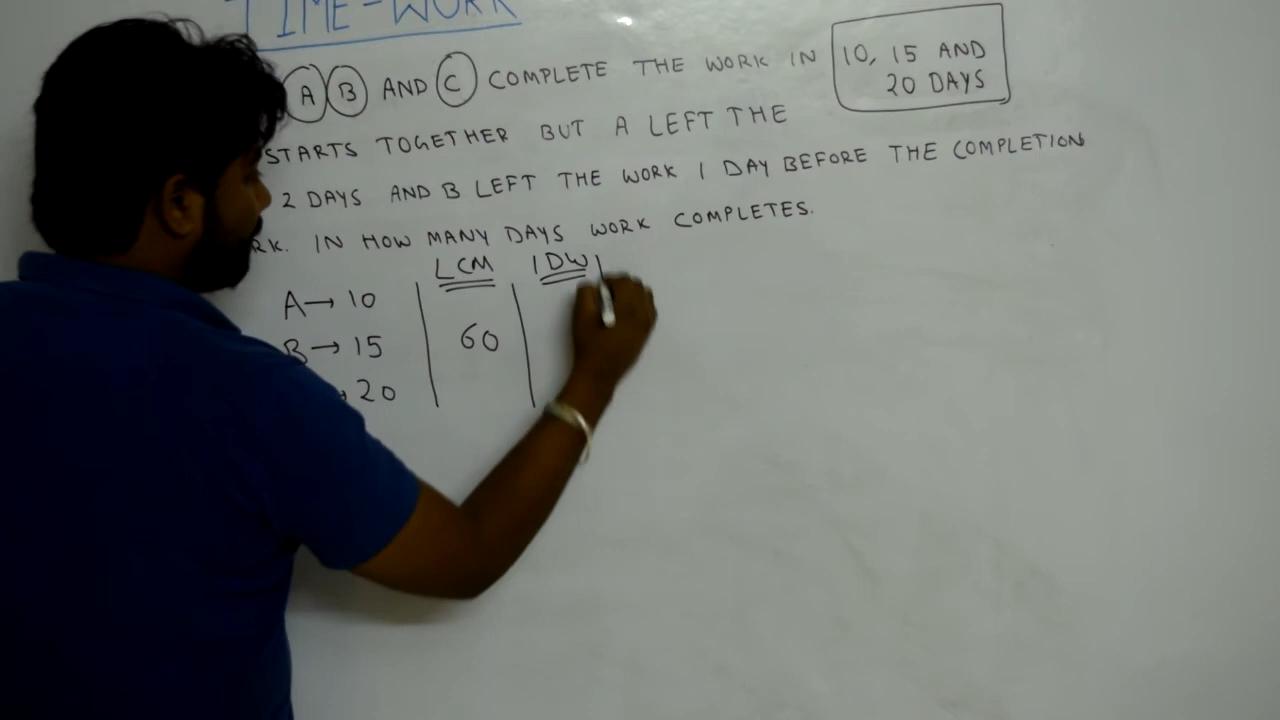 TIME-WORK
A B AND C COMPLETE THE WORK IN 10, 15 AND
20 DAYS
STARTS TOGETHER BUT A LEFT THE
2 DAYS AND B LEFT THE WORK 1 DAY BEFORE THE COMPLETION
RK. IN HOW MANY DAYS WORK COMPLETES.
LCM 1DW
A→10
B→15 60
→20